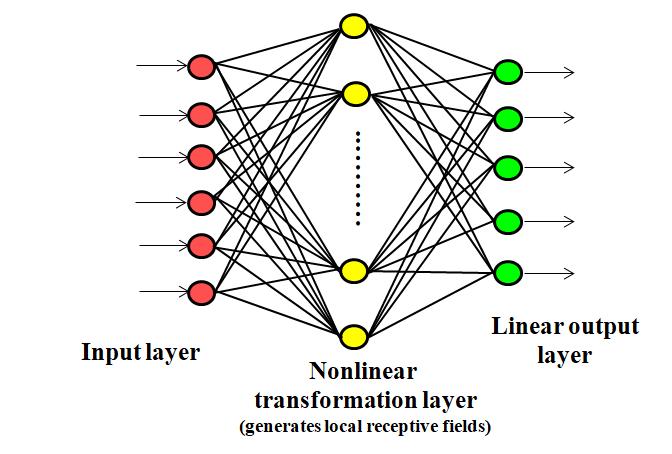 Input layer
Nonlinear
transformation layer
(generates local receptive fields)
Linear output
layer